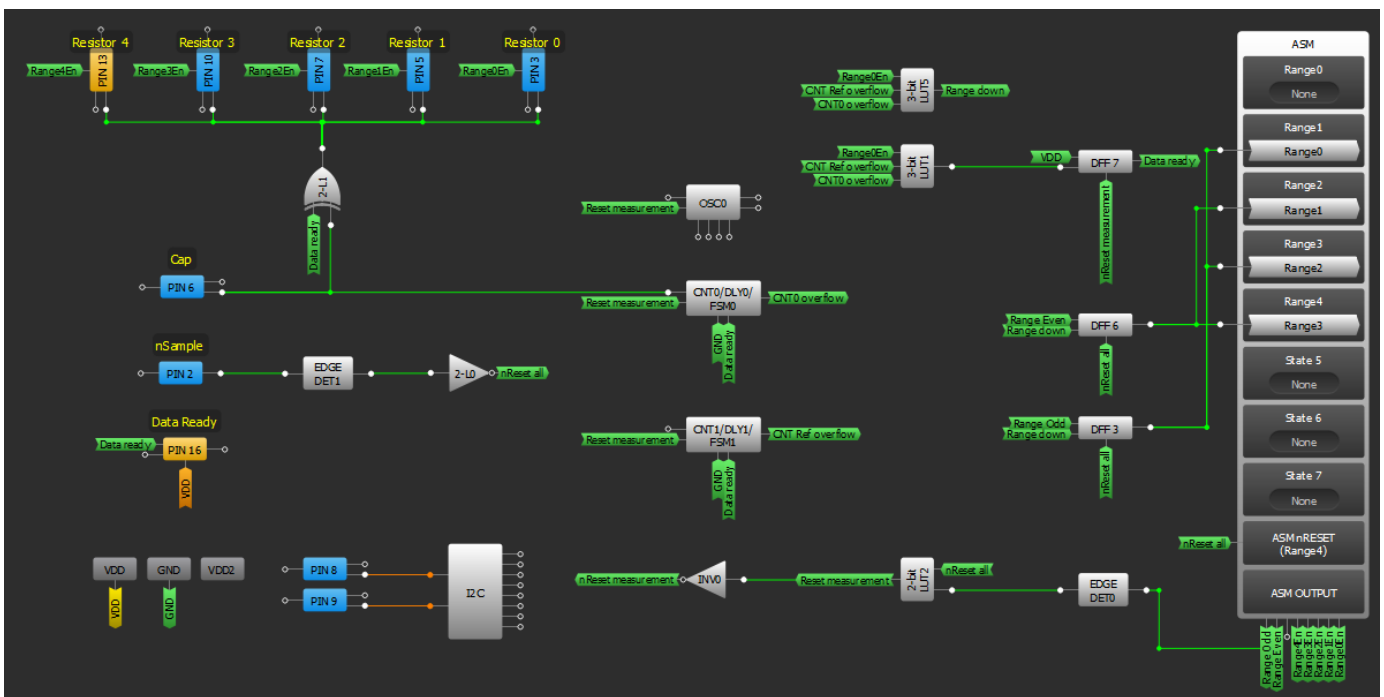 Resistor 4
Resistor 3
Resistor 2
Resistor 1
Resistor 0
Range4En
PIN 13
Range3En
PIN 10
Range2En
PIN 7
Range1En
PIN 5
Range0En
PIN 3
2-L1
Data ready
Cap
PIN 6
nSample
PIN 2
EDGE
DET1
2-L0
nReset all
Data Ready
Data ready
PIN 16
VDD
VDD
GND
VDD2
VDD
GND
PIN 8
PIN 9
I2C
Reset measurement
OSC0
Reset measurement
CNT0/DLY0/
FSM0
CNT0 overflow
GND
Data ready
Reset measurement
CNT1/DLY1/
FSM1
CNT Ref overflow
GND
Data ready
nReset measurement
INV0
Reset measurement
2-bit
LUT2
nReset all
EDGE
DET0
Range0En
CNT Ref overflow
CNT0 overflow
3-bit
LUT5
Range down
Range0En
CNT Ref overflow
CNT0 overflow
3-bit
LUT1
VDD
DFF 7
Data ready
nReset measurement
Range Even
Range down
DFF 6
nReset all
Range Odd
Range down
DFF 3
nReset all
ASM
Range0
None
Range1
Range0
Range2
Range1
Range3
Range2
Range4
Range3
State 5
None
State 6
None
State 7
None
nReset all
ASM nRESET
(Range4)
ASM OUTPUT
Range Odd
Range Even
Range4En
Range3En
Range2En
Range1En
Range0En